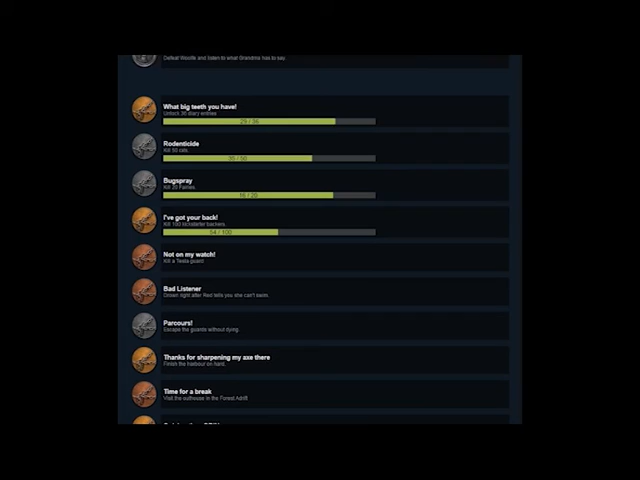 Defeat Woolfe and listen to what Grandma has to say.
What big teeth you have!
Unlock 36 diary entries
29 / 36
Rodenticide
Kill 50 rats.
35 / 50
Bugspray
Kill 20 Fairies.
16 / 20
I've got your back!
Kill 100 kickstarter backers.
54 / 100
Not on my watch!
Kill a Tesla guard
Bad Listener
Drown right after Red tells you she can't swim.
Parcours!
Escape the guards without dying.
Thanks for sharpening my axe there
Finish the harbour on hard.
Time for a break
Visit the outhouse in the Forest Adrift